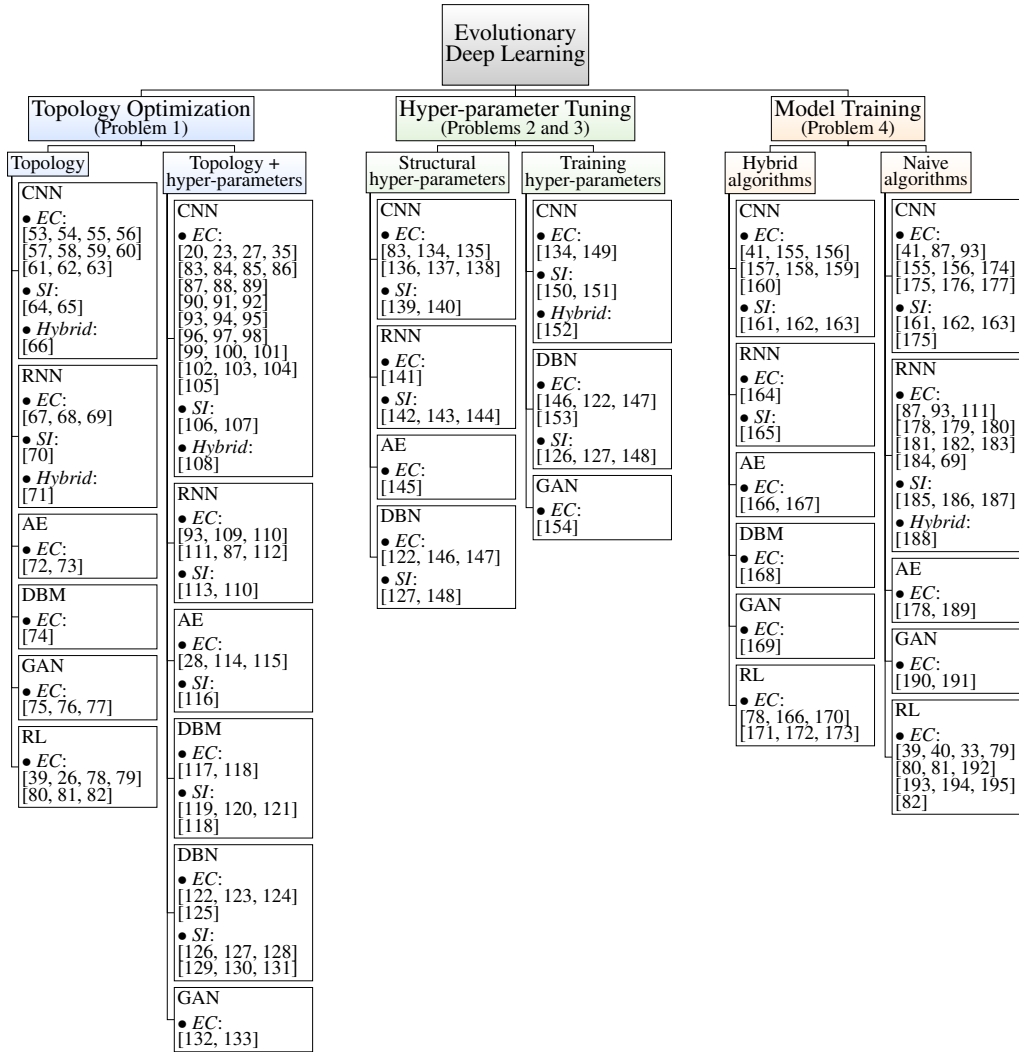 Evolutionary
Deep Learning
Topology Optimization
(Problem 1)
Topology
CNN
● EC:
[53, 54, 55, 56]
[57, 58, 59, 60]
[61, 62, 63]
● SI:
[64, 65]
● Hybrid:
[66]
RNN
● EC:
[67, 68, 69]
● SI:
[70]
● Hybrid:
[71]
AE
● EC:
[72, 73]
DBM
● EC:
[74]
GAN
● EC:
[75, 76, 77]
RL
● EC:
[39, 26, 78, 79]
[80, 81, 82]
Topology +
hyper-parameters
CNN
● EC:
[20, 23, 27, 35]
[83, 84, 85, 86]
[87, 88, 89]
[90, 91, 92]
[93, 94, 95]
[96, 97, 98]
[99, 100, 101]
[102, 103, 104]
[105]
● SI:
[106, 107]
● Hybrid:
[108]
RNN
● EC:
[93, 109, 110]
[111, 87, 112]
● SI:
[113, 110]
AE
● EC:
[28, 114, 115]
● SI:
[116]
DBM
● EC:
[117, 118]
● SI:
[119, 120, 121]
[118]
DBN
● EC:
[122, 123, 124]
[125]
● SI:
[126, 127, 128]
[129, 130, 131]
GAN
● EC:
[132, 133]
Hyper-parameter Tuning
(Problems 2 and 3)
Structural
hyper-parameters
CNN
● EC:
[83, 134, 135]
[136, 137, 138]
● SI:
[139, 140]
RNN
● EC:
[141]
● SI:
[142, 143, 144]
AE
● EC:
[145]
DBN
● EC:
[122, 146, 147]
● SI:
[127, 148]
Training
hyper-parameters
CNN
● EC:
[134, 149]
● SI:
[150, 151]
● Hybrid:
[152]
DBN
● EC:
[146, 122, 147]
[153]
● SI:
[126, 127, 148]
GAN
● EC:
[154]
Model Training
(Problem 4)
Hybrid
algorithms
CNN
● EC:
[41, 155, 156]
[157, 158, 159]
[160]
● SI:
[161, 162, 163]
RNN
● EC:
[164]
● SI:
[165]
AE
● EC:
[166, 167]
DBM
● EC:
[168]
GAN
● EC:
[169]
RL
● EC:
[78, 166, 170]
[171, 172, 173]
Naive
algorithms
CNN
● EC:
[41, 87, 93]
[155, 156, 174]
[175, 176, 177]
● SI:
[161, 162, 163]
[175]
RNN
● EC:
[87, 93, 111]
[178, 179, 180]
[181, 182, 183]
[184, 69]
● SI:
[185, 186, 187]
● Hybrid:
[188]
AE
● EC:
[178, 189]
GAN
● EC:
[190, 191]
RL
● EC:
[39, 40, 33, 79]
[80, 81, 192]
[193, 194, 195]
[82]